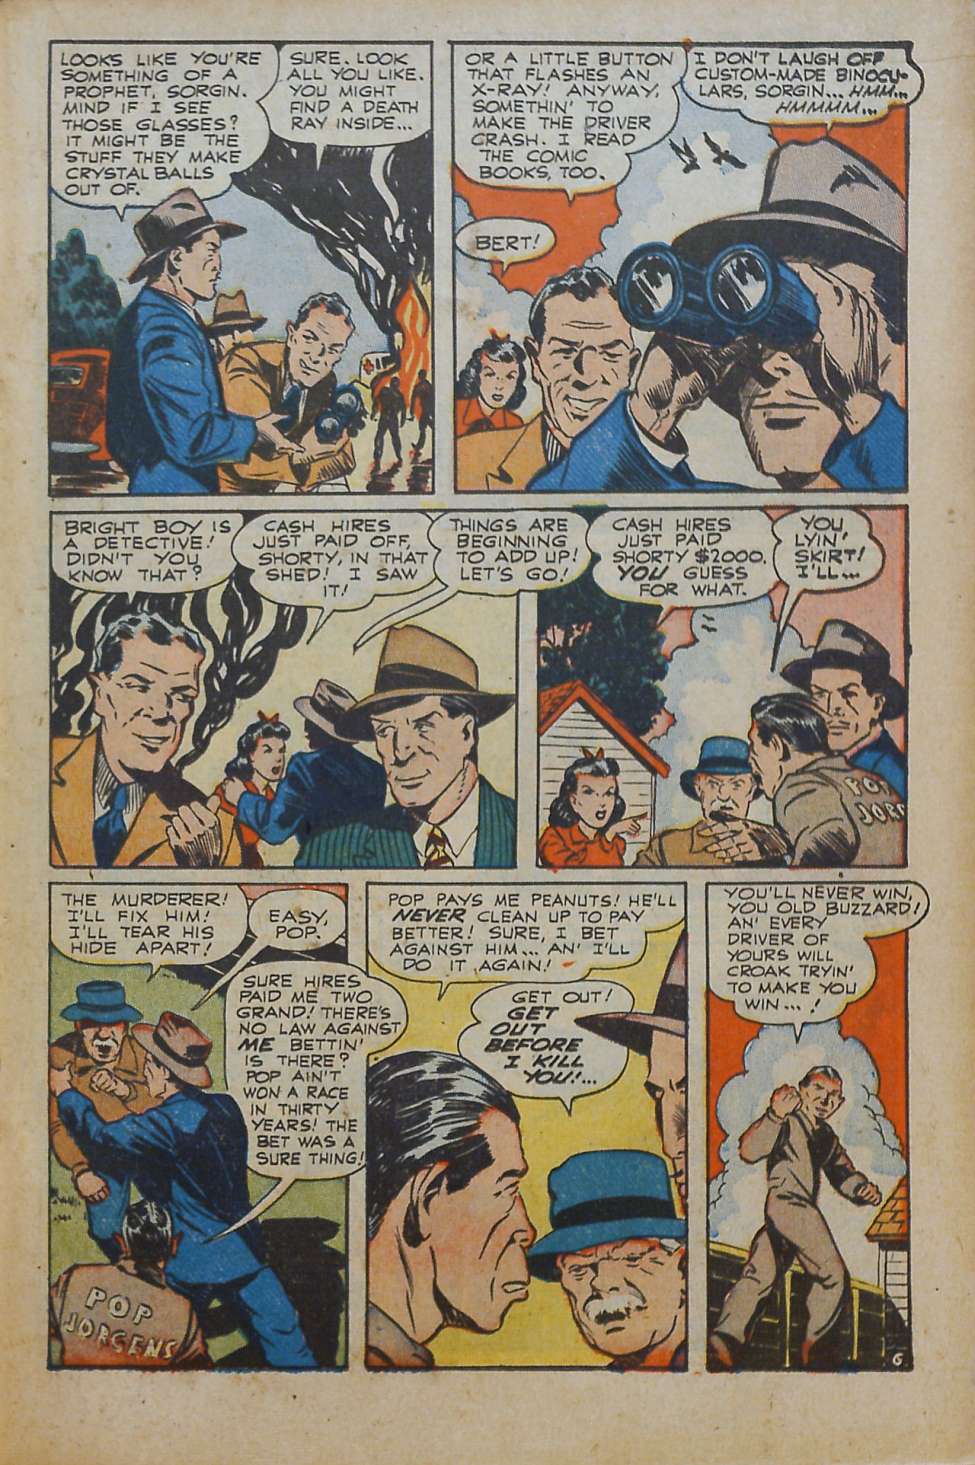 LOOKS LIKE YOU'RE
SOMETHING OF A
PROPHET, SORGIN.
MIND IF I SEE
THOSE GLASSES?
IT MIGHT BE THE
STUFF THEY MAKE
CRYSTAL BALLS
OUT OF.
SURE. LOOK
ALL YOU LIKE.
YOU MIGHT
FIND A DEATH
RAY INSIDE...
OR A LITTLE BUTTON
THAT FLASHES AN
X-RAY! ANYWAY,
SOMETHIN' TO
MAKE THE DRIVER
CRASH. I READ
THE COMIC
BOOKS, TOO.
I DON'T LAUGH OFF
CUSTOM-MADE BINOCU-
LARS, SORGIN... HMM...
HMMMM...
BERT!
BRIGHT BOY IS
A DETECTIVE!
DIDN'T YOU
KNOW THAT?
CASH HIRES
JUST PAID OFF,
SHORTY, IN THAT
SHED! I SAW
IT!
THINGS ARE
BEGINNING
TO ADD UP!
LET'S GO!
CASH HIRES
JUST PAID
SHORTY $2000.
YOU GUESS
FOR WHAT.
YOU
LYIN'
SKIRT!
I'LL...
POP
JORG
THE MURDERER!
I'LL FIX HIM!
I'LL TEAR HIS
HIDE APART!
EASY,
POP.
SURE HIRES
PAID ME TWO
GRAND! THERE'S
NO LAW AGAINST
ME BETTIN'
IS THERE?
POP AIN'T
WON A RACE
IN THIRTY
YEARS! THE
BET WAS A
SURE THING!
POP
JORGENS
POP PAYS ME PEANUTS! HE'LL
NEVER CLEAN UP TO PAY
BETTER! SURE, I BET
AGAINST HIM... AN' I'LL
DO IT AGAIN!
GET OUT!
GET
OUT
BEFORE
I KILL
YOU!...
YOU'LL NEVER WIN,
YOU OLD BUZZARD!
AN' EVERY
DRIVER OF
YOURS WILL
CROAK TRYIN'
TO MAKE YOU
WIN...!
6